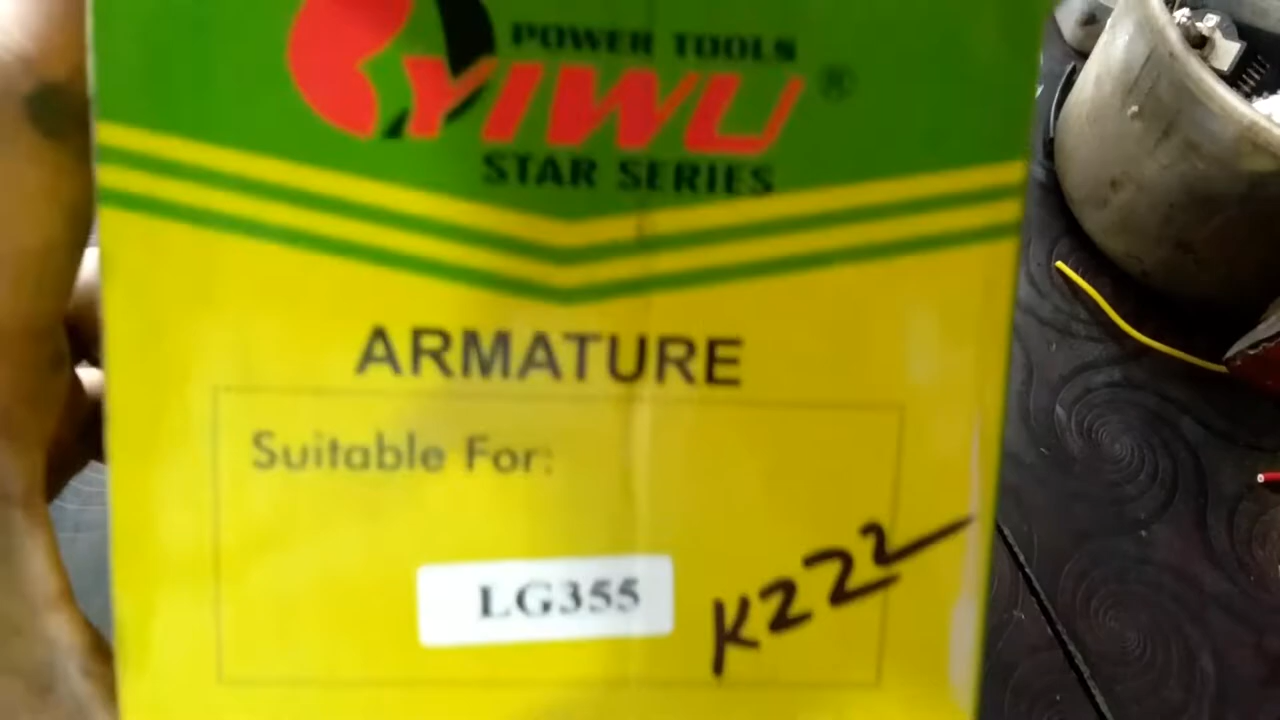 POWER TOOLS
YIWU ®
STAR SERIES
ARMATURE
Suitable For:
LG355
K222